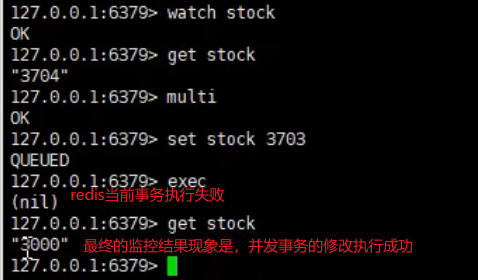 127.0.0.1:6379> watch stock
OK
127.0.0.1:6379> get stock
"3704"
127.0.0.1:6379> multi
OK
127.0.0.1:6379> set stock 3703
QUEUED
127.0.0.1:6379> exec
(nil) redis当前事务执行失败
127.0.0.1:6379> get stock
"3000" 最终的监控结果现象是，并发事务的修改执行成功
127.0.0.1:6379>